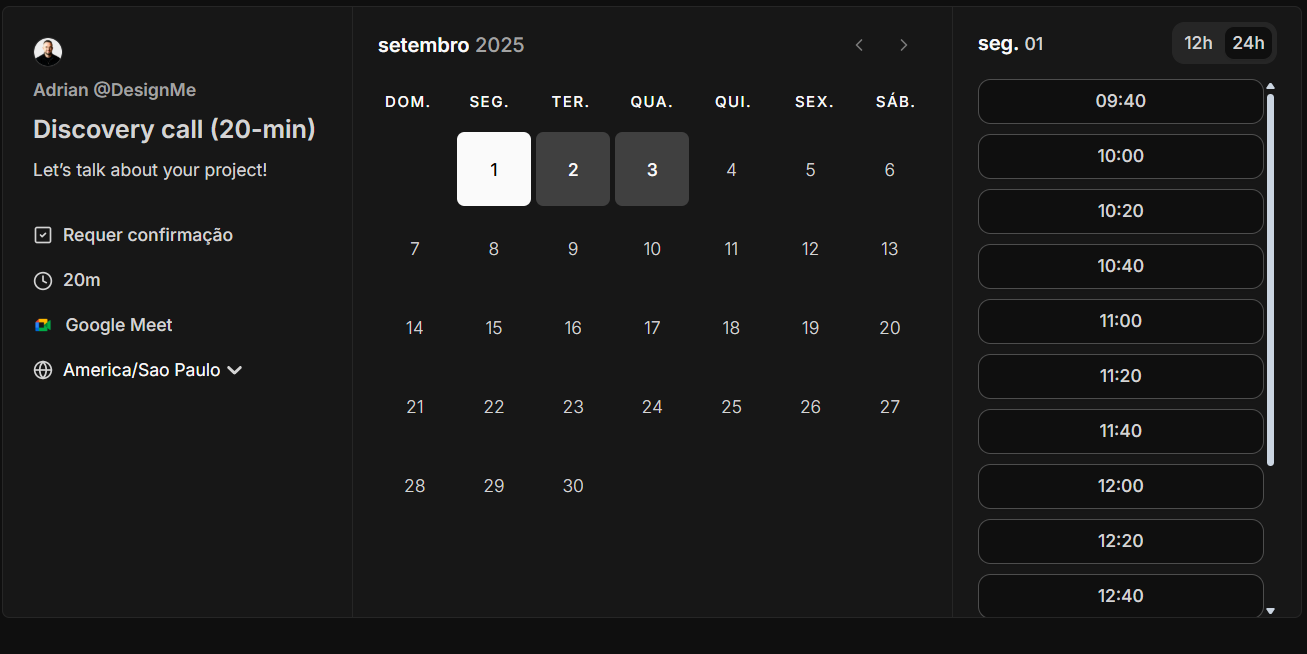 Adrian @DesignMe
Discovery call (20-min)
Let’s talk about your project!
Requer confirmação
20m
Google Meet
America/Sao Paulo
setembro 2025
DOM. SEG. TER. QUA. QUI. SEX. SÁB.
1 2 3 4 5 6
7 8 9 10 11 12 13
14 15 16 17 18 19 20
21 22 23 24 25 26 27
28 29 30
seg. 01
12h 24h
09:40
10:00
10:20
10:40
11:00
11:20
11:40
12:00
12:20
12:40